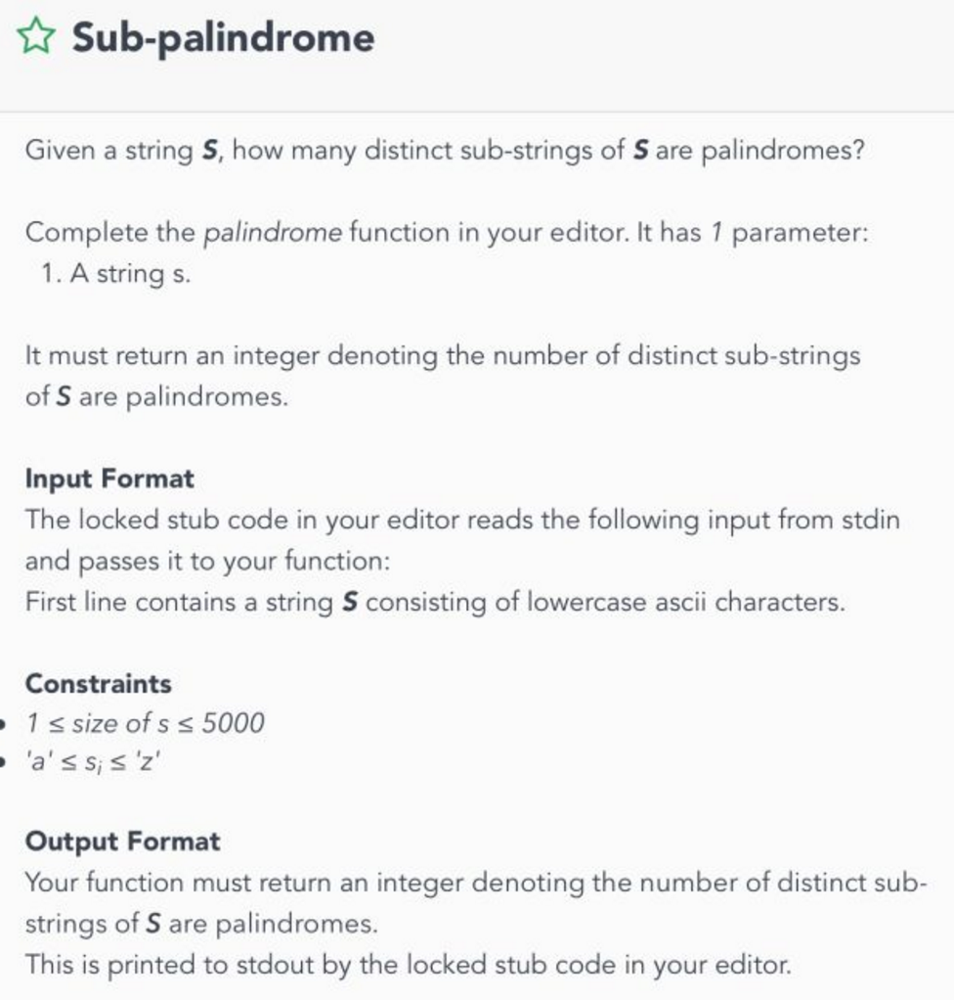 Sub-palindrome
Given a string S, how many distinct sub-strings of S are palindromes?
Complete the palindrome function in your editor. It has 1 parameter:
1. A string s.
It must return an integer denoting the number of distinct sub-strings
of S are palindromes.
Input Format
The locked stub code in your editor reads the following input from stdin
and passes it to your function:
First line contains a string S consisting of lowercase ascii characters.
Constraints
• 1 ≤ size of s ≤ 5000
• 'a' ≤ sᵢ ≤ 'z'
Output Format
Your function must return an integer denoting the number of distinct sub-
strings of S are palindromes.
This is printed to stdout by the locked stub code in your editor.